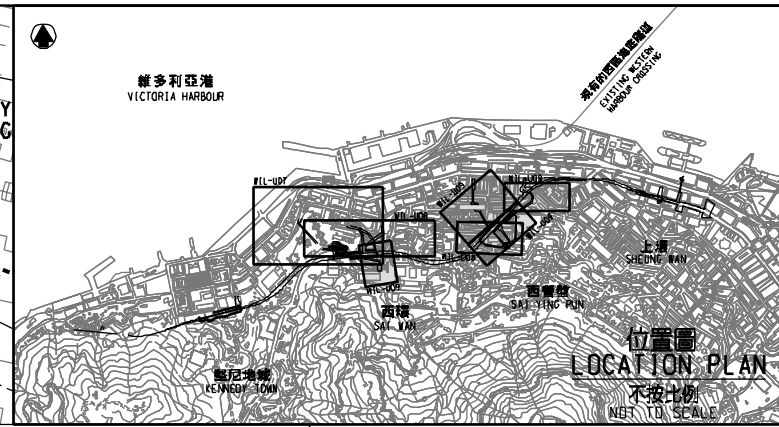 維多利亞港
VICTORIA HARBOUR
現有的西區海底隧道
EXISTING WESTERN
HARBOUR CROSSING
WIL-UD7
上環
SHEUNG WAN
西營盤
SAI YING PUN
西環
SAI WAN
堅尼地城
KENNEDY TOWN
位置圖
LOCATION PLAN
不按比例
NOT TO SCALE